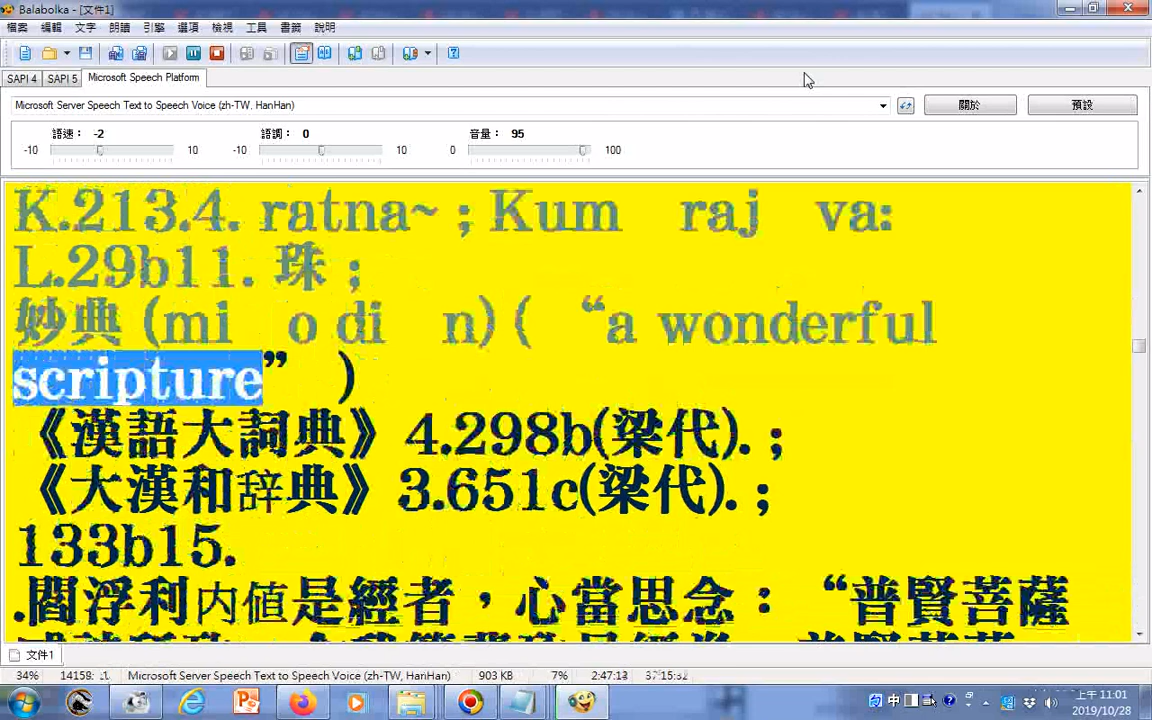 Balabolka - [文件1]
檔案 編輯 文字 朗讀 引擎 選項 檢視 工具 書籤 說明
SAPI 4 SAPI 5 Microsoft Speech Platform
Microsoft Server Speech Text to Speech Voice (zh-TW, HanHan) 關於 預設
語速： -2 語調： 0 音量： 95
-10 10 -10 10 0 100
K.213.4. ratna~ ; Kum raj va:
L.29b11. 珠 ;
妙典 (mi o di n) ( “a wonderful
scripture” )
《漢語大詞典》 4.298b(梁代). ;
《大漢和辞典》 3.651c(梁代). ;
133b15.
.閻浮利内値是經者，心當思念：“普賢菩薩
文件1
34% Microsoft Server Speech Text to Speech Voice (zh-TW, HanHan) 903 KB 7% 2:47:13
中 上午 11:01
2019/10/28